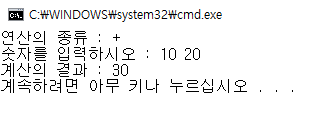 C:\WINDOWS\system32\cmd.exe
연산의 종류 : +
숫자를 입력하시오 : 10 20
계산의 결과 : 30
계속하려면 아무 키나 누르십시오 . . .